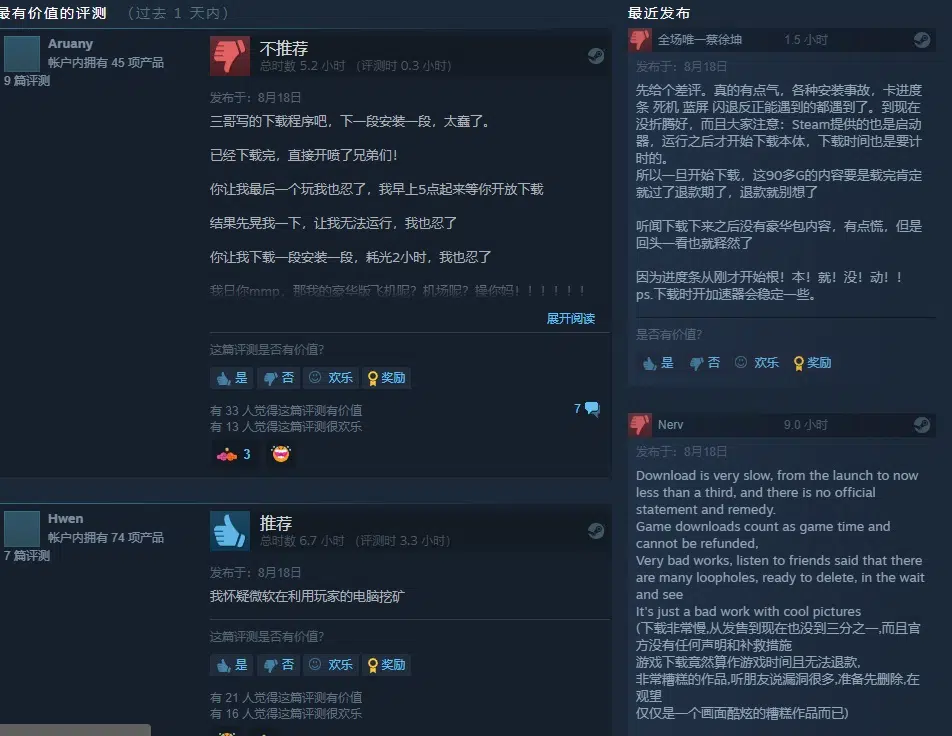 最有价值的评测 （过去 1 天内）
Aruany
帐户内拥有 45 项产品
9 篇评测
不推荐
总时数 5.2 小时 （评测时 0.3 小时）
发布于：8月18日
三哥写的下载程序吧，下一段安装一段，太蠢了。
已经下载完，直接开喷了兄弟们！
你让我最后一个玩我也忍了，我早上5点起来等你开放下载
结果先晃我一下，让我无法运行，我也忍了
你让我下载一段安装一段，耗光2小时，我也忍了
我日你mmp，那我的豪华版飞机呢？机场呢？操你妈！！！！！！
展开阅读
这篇评测是否有价值？
是 否 欢乐 奖励
有 33 人觉得这篇评测有价值
有 13 人觉得这篇评测很欢乐
7
3
Hwen
帐户内拥有 74 项产品
7 篇评测
推荐
总时数 6.7 小时 （评测时 3.3 小时）
发布于：8月18日
我怀疑微软在利用玩家的电脑挖矿
这篇评测是否有价值？
是 否 欢乐 奖励
有 21 人觉得这篇评测有价值
有 16 人觉得这篇评测很欢乐
最近发布
全场唯一蔡徐坤 1.5 小时
发布于：8月18日
先给个差评。真的有点气，各种安装事故，卡进度
条 死机 蓝屏 闪退反正能遇到的都遇到了。到现在
没折腾好，而且大家注意：Steam提供的也是启动
器，运行之后才开始下载本体，下载时间也是要计
时的。
所以一旦开始下载，这90多G的内容要是载完肯定
就过了退款期了，退款就别想了
听闻下载下来之后没有豪华包内容，有点慌，但是
回头一看也就释然了
因为进度条从刚才开始根！本！就！没！动！！
ps.下载时开加速器会稳定一些。
是否有价值？
是 否 欢乐 奖励
Nerv 9.0 小时
发布于：8月18日
Download is very slow, from the launch to now
less than a third, and there is no official
statement and remedy.
Game downloads count as game time and
cannot be refunded,
Very bad works, listen to friends said that there
are many loopholes, ready to delete, in the wait
and see
It's just a bad work with cool pictures
(下载非常慢,从发售到现在也没到三分之一,而且官
方没有任何声明和补救措施
游戏下载竟然算作游戏时间且无法退款,
非常糟糕的作品,听朋友说漏洞很多,准备先删除,在
观望
仅仅是一个画面酷炫的糟糕作品而已)